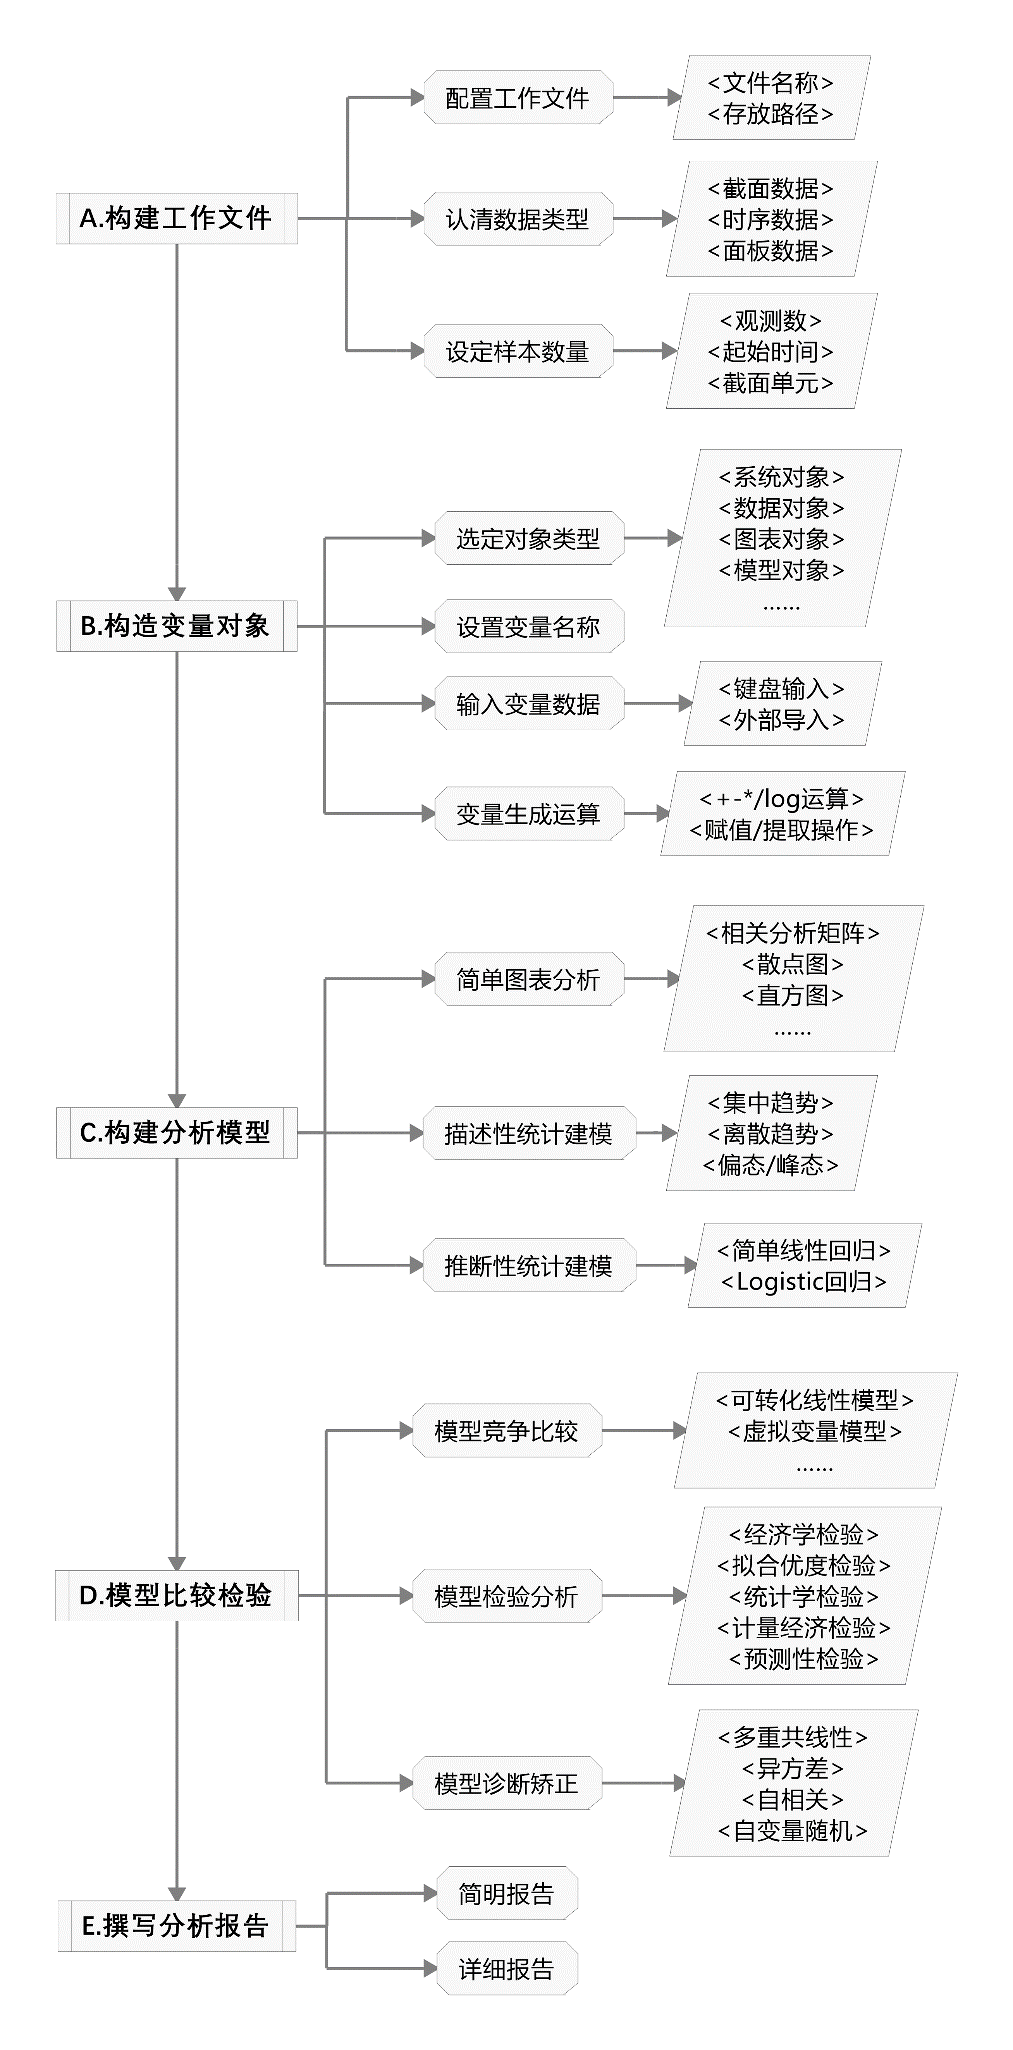 A.构建工作文件
配置工作文件
<文件名称>
<存放路径>
认清数据类型
<截面数据>
<时序数据>
<面板数据>
设定样本数量
<观测数>
<起始时间>
<截面单元>
B.构造变量对象
选定对象类型
<系统对象>
<数据对象>
<图表对象>
<模型对象>
......
设置变量名称
输入变量数据
<键盘输入>
<外部导入>
变量生成运算
<+-*/log运算>
<赋值/提取操作>
C.构建分析模型
简单图表分析
<相关分析矩阵>
<散点图>
<直方图>
......
描述性统计建模
<集中趋势>
<离散趋势>
<偏态/峰态>
推断性统计建模
<简单线性回归>
<Logistic回归>
D.模型比较检验
模型竞争比较
<可转化线性模型>
<虚拟变量模型>
......
模型检验分析
<经济学检验>
<拟合优度检验>
<统计学检验>
<计量经济检验>
<预测性检验>
模型诊断矫正
<多重共线性>
<异方差>
<自相关>
<自变量随机>
E.撰写分析报告
简明报告
详细报告